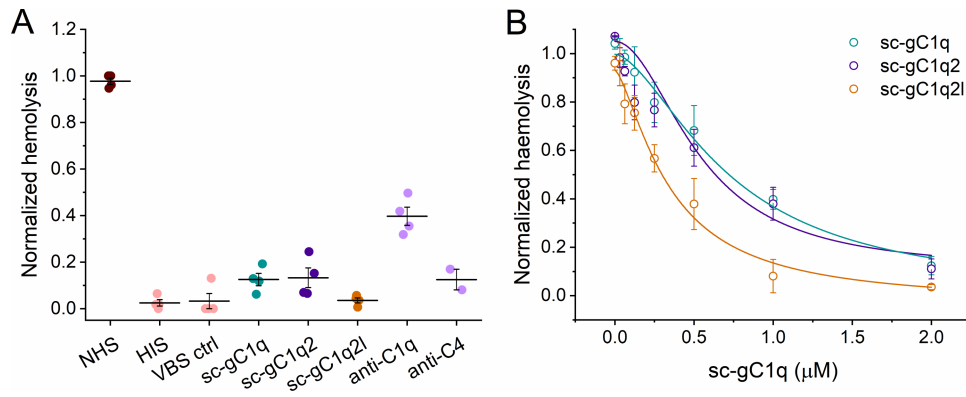 A
Normalized hemolysis
1.2
1.0
0.8
0.6
0.4
0.2
0.0
NHS
HIS
VBS ctrl
sc-gC1q
sc-gC1q2
sc-gC1q2I
anti-C1q
anti-C4
B
Normalized haemolysis
1.0
0.8
0.6
0.4
0.2
0.0
sc-gC1q
sc-gC1q2
sc-gC1q2I
0.0
0.5
1.0
1.5
2.0
sc-gC1q (μM)